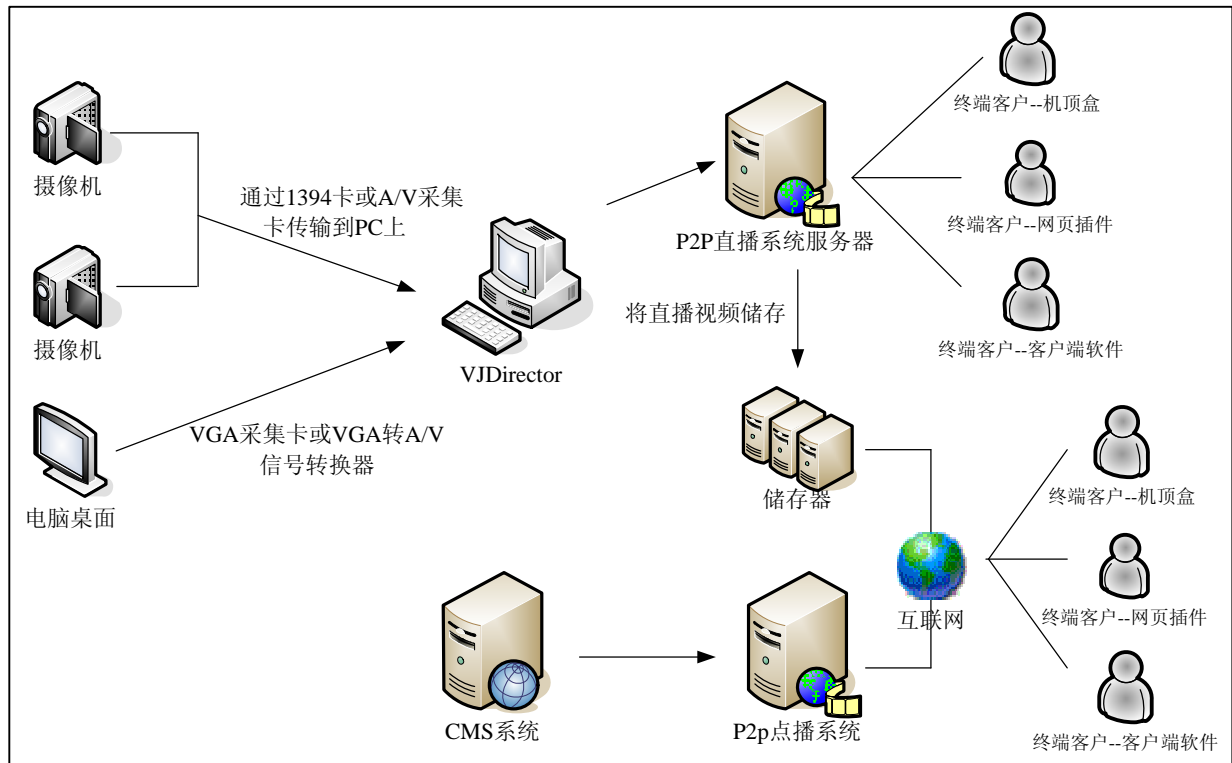 摄像机
摄像机
电脑桌面
通过1394卡或A/V采集
卡传输到PC上
VGA采集卡或VGA转A/V
信号转换器
VJDirector
P2P直播系统服务器
将直播视频储存
储存器
终端客户--机顶盒
终端客户--网页插件
终端客户--客户端软件
CMS系统
P2p点播系统
互联网
终端客户--机顶盒
终端客户--网页插件
终端客户--客户端软件